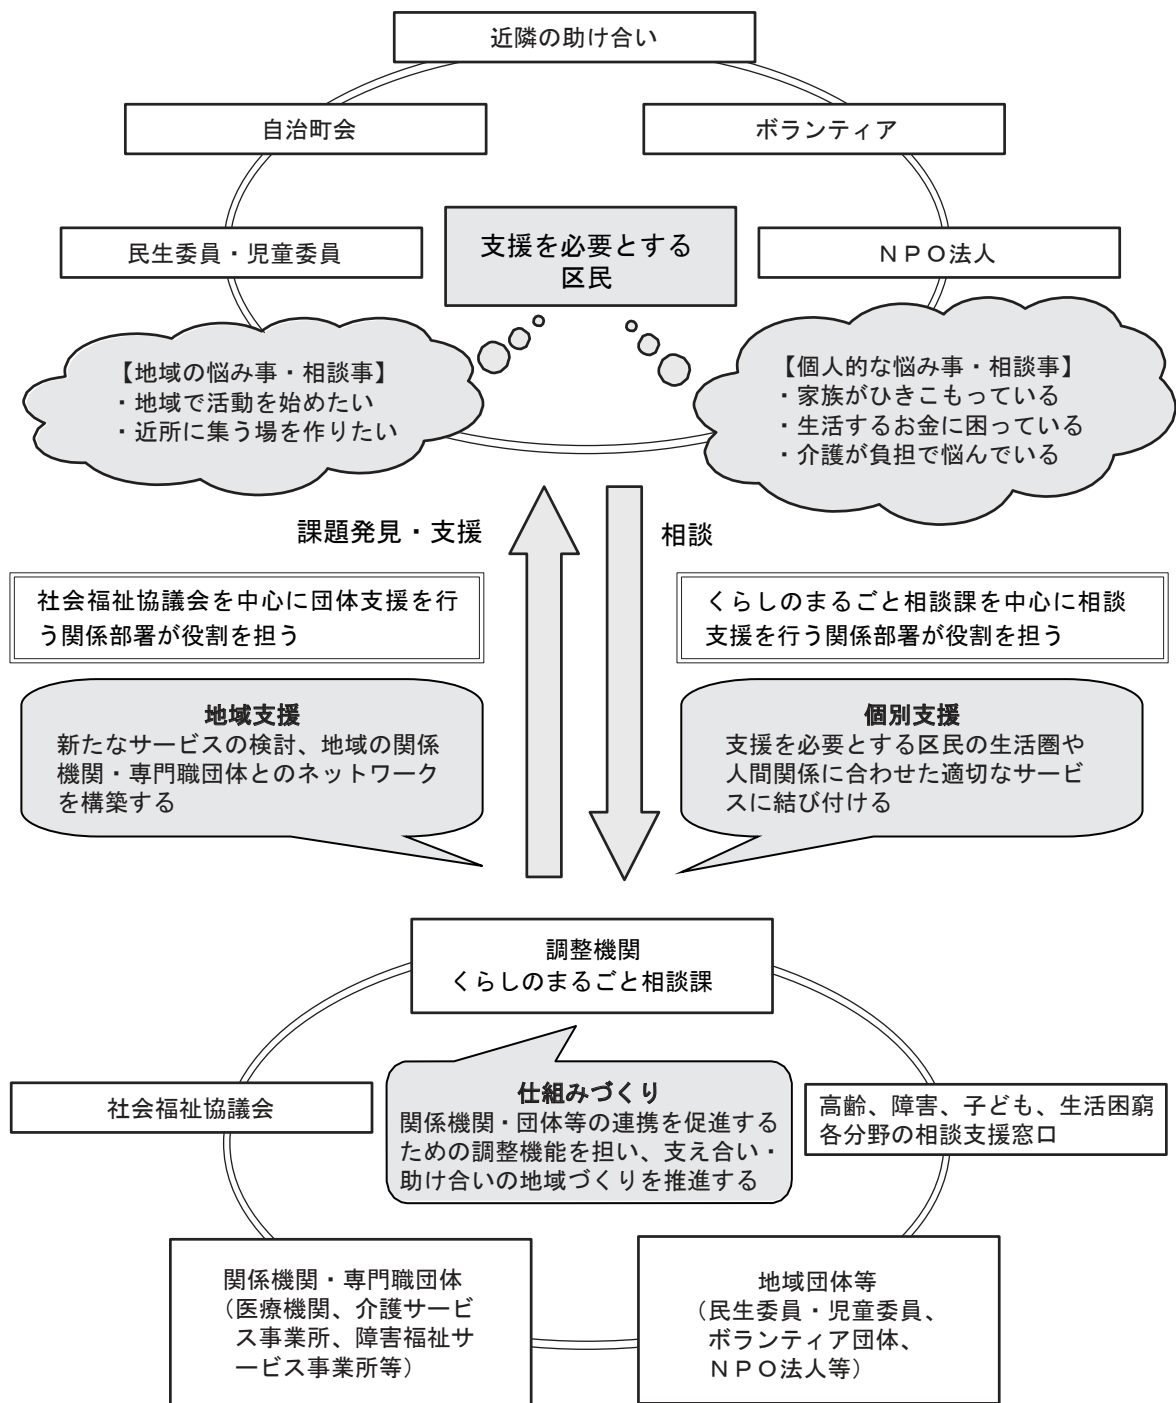 近隣の助け合い
自治町会
ボランティア
民生委員・児童委員
支援を必要とする
区民
ＮＰＯ法人
【地域の悩み事・相談事】
・地域で活動を始めたい
・近所に集う場を作りたい
【個人的な悩み事・相談事】
・家族がひきこもっている
・生活するお金に困っている
・介護が負担で悩んでいる
課題発見・支援
相談
社会福祉協議会を中心に団体支援を行
う関係部署が役割を担う
くらしのまるごと相談課を中心に相談
支援を行う関係部署が役割を担う
地域支援
新たなサービスの検討、地域の関係
機関・専門職団体とのネットワーク
を構築する
個別支援
支援を必要とする区民の生活圏や
人間関係に合わせた適切なサービ
スに結び付ける
調整機関
くらしのまるごと相談課
社会福祉協議会
仕組みづくり
関係機関・団体等の連携を促進する
ための調整機能を担い、支え合い・
助け合いの地域づくりを推進する
高齢、障害、子ども、生活困窮
各分野の相談支援窓口
関係機関・専門職団体
（医療機関、介護サービ
ス事業所、障害福祉サ
ービス事業所等）
地域団体等
（民生委員・児童委員、
ボランティア団体、
ＮＰＯ法人等）